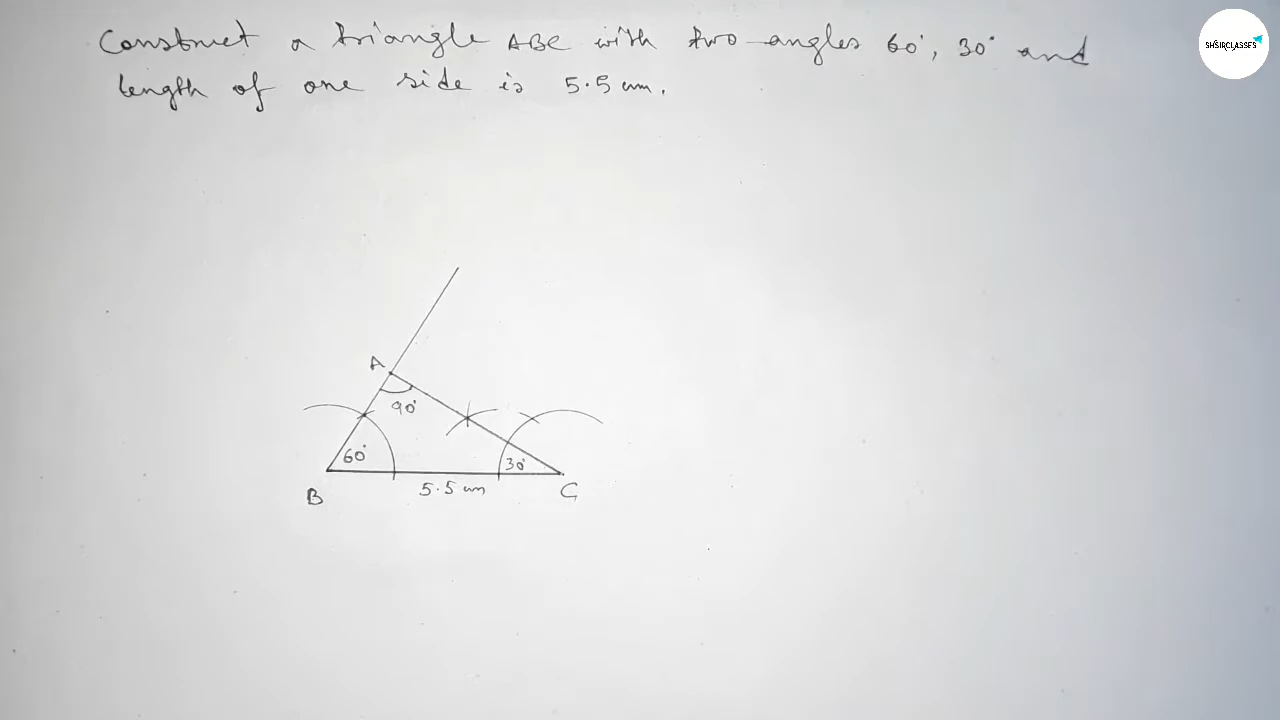 Construct a triangle ABC with two angles 60°, 30° and
length of one side is 5.5 cm.
SHSIRCLASSES
A
90°
60°
30°
5.5 cm
B
C